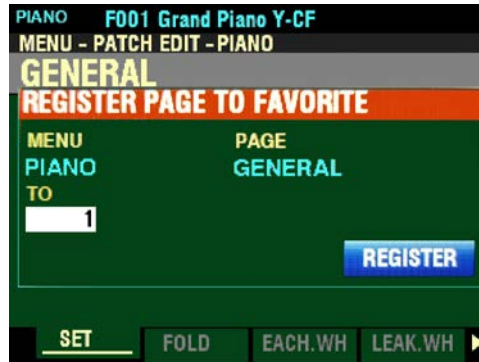 PIANO F001 Grand Piano Y-CF
MENU - PATCH EDIT - PIANO
GENERAL
REGISTER PAGE TO FAVORITE
MENU PAGE
PIANO GENERAL
TO
1
REGISTER
SET FOLD EACH.WH LEAK.WH